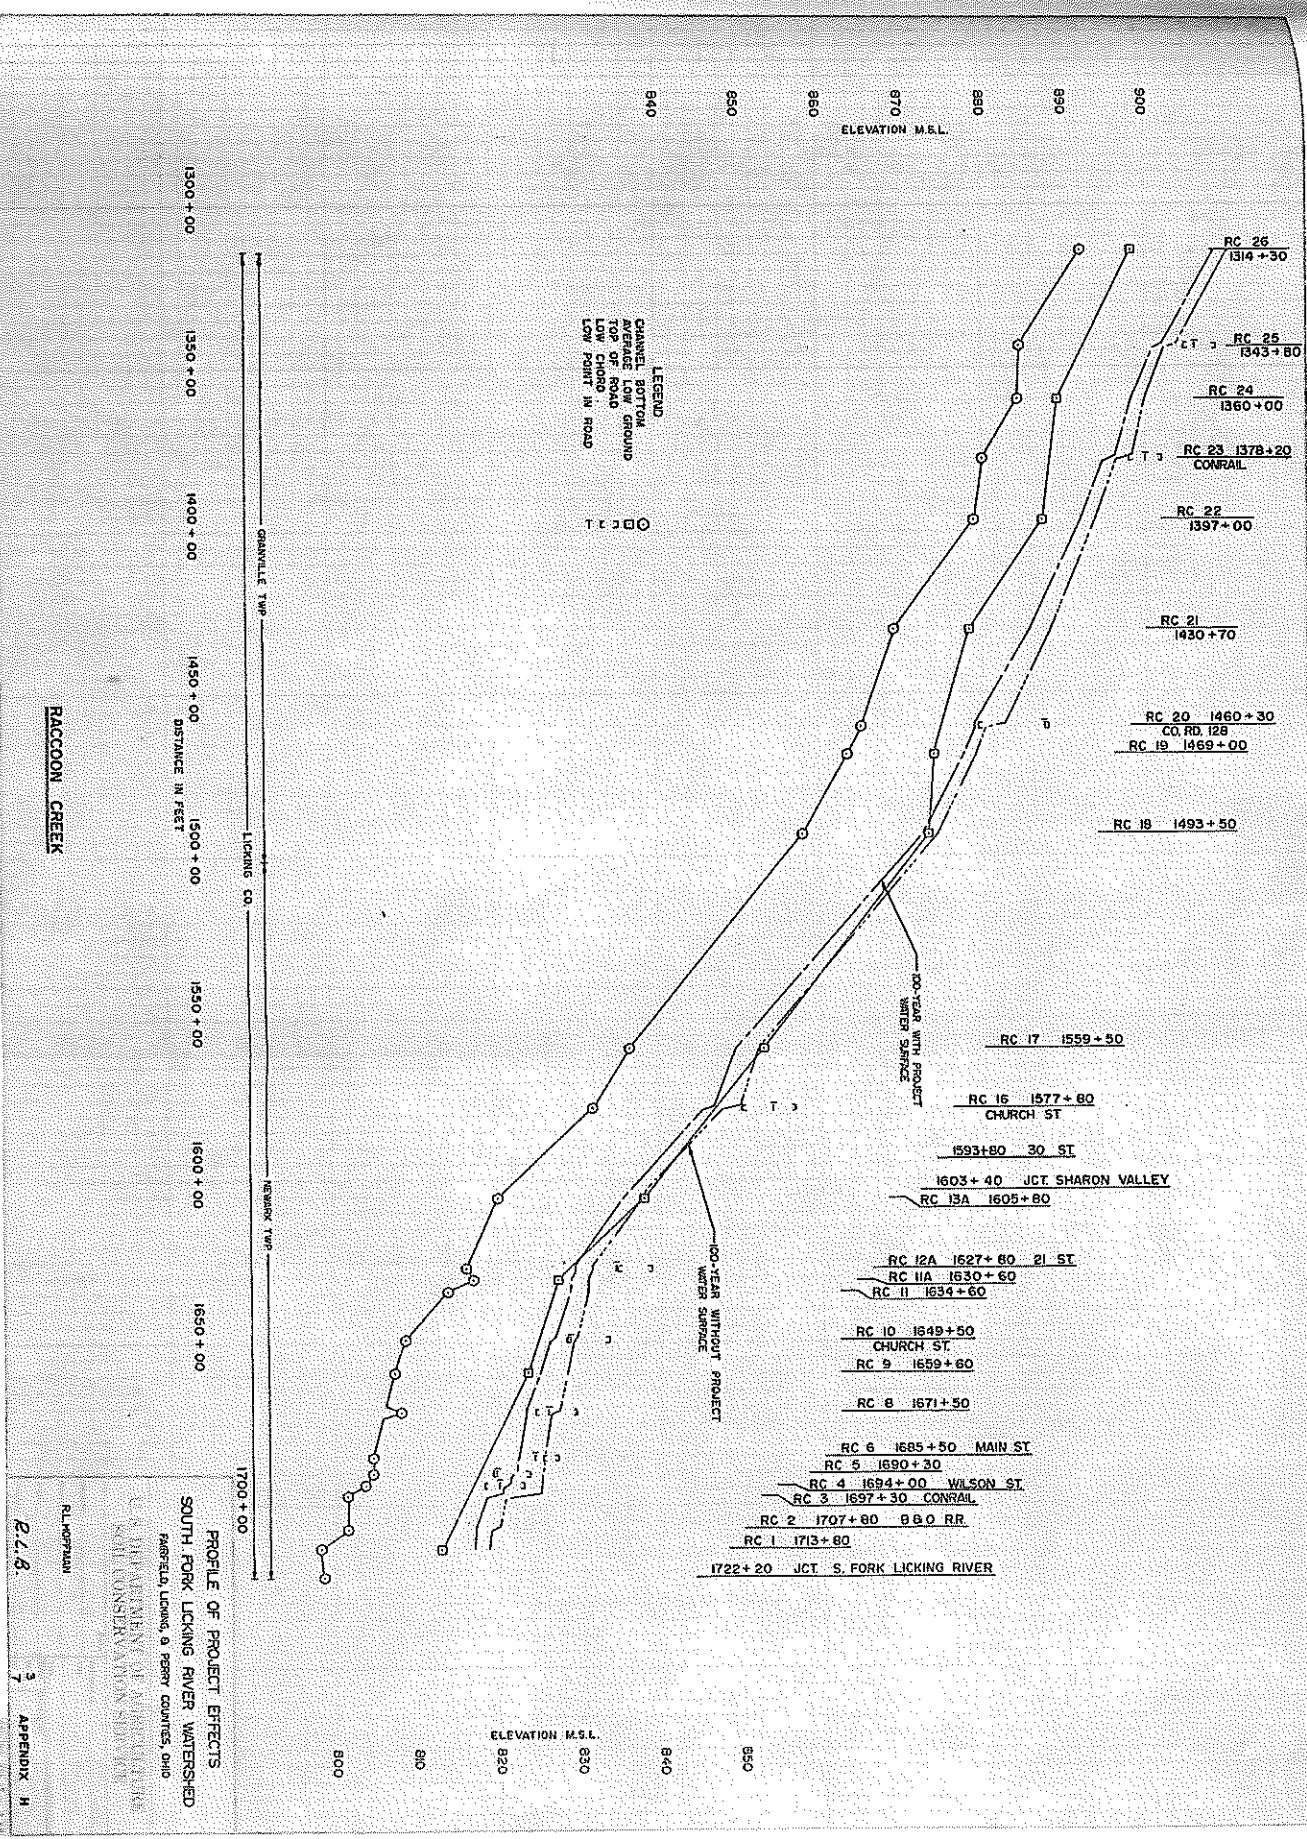 ELEVATION M.S.L.
900
890
880
870
860
850
840
RC 26
1314+30
RC 25
1343+80
RC 24
1360+00
RC 23 1378+20
CONRAIL
RC 22
1397+00
RC 21
1430+70
RC 20 1460+30
CO. RD. 128
RC 19 1469+00
RC 18 1493+50
RC 17 1559+50
RC 16 1577+80
CHURCH ST.
1593+80 30 ST.
1603+40 JCT. SHARON VALLEY
RC 13A 1605+80
RC 12A 1627+80 21 ST.
RC 11A 1630+60
RC 11 1634+60
RC 10 1649+50
CHURCH ST.
RC 9 1659+60
RC 8 1671+50
RC 6 1685+50 MAIN ST.
RC 5 1690+30
RC 4 1694+00 WILSON ST.
RC 3 1697+30 CONRAIL
RC 2 1707+80 B&O R.R.
RC 1 1713+80
1722+20 JCT. S. FORK LICKING RIVER
100-YEAR WITH PROJECT
WATER SURFACE
100-YEAR WITHOUT PROJECT
WATER SURFACE
LEGEND
CHANNEL BOTTOM
AVERAGE LOW GROUND
TOP OF ROAD
LOW CHORD
LOW POINT IN ROAD
ELEVATION M.S.L.
850
840
830
820
810
800
GRANVILLE TWP.
NEWARK TWP.
LICKING CO.
1300+00
1350+00
1400+00
1450+00
1500+00
1550+00
1600+00
1650+00
1700+00
DISTANCE IN FEET
RACCOON CREEK
PROFILE OF PROJECT EFFECTS
SOUTH FORK LICKING RIVER WATERSHED
FAIRFIELD, LICKING, & PERRY COUNTIES, OHIO
U.S. DEPARTMENT OF AGRICULTURE
SOIL CONSERVATION SERVICE
R.L. HOFFMAN
R.L.B.
3
7
APPENDIX H